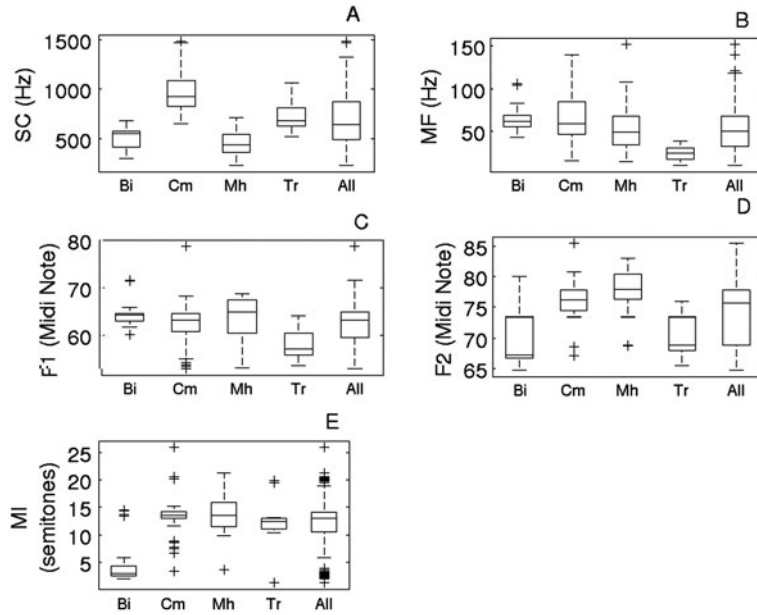 A
1500
1000
500
SC (Hz)
Bi Cm Mh Tr All
B
150
100
50
MF (Hz)
Bi Cm Mh Tr All
C
80
70
60
F1 (Midi Note)
Bi Cm Mh Tr All
D
85
80
75
70
65
F2 (Midi Note)
Bi Cm Mh Tr All
E
25
20
15
10
5
MI
(semitones)
Bi Cm Mh Tr All